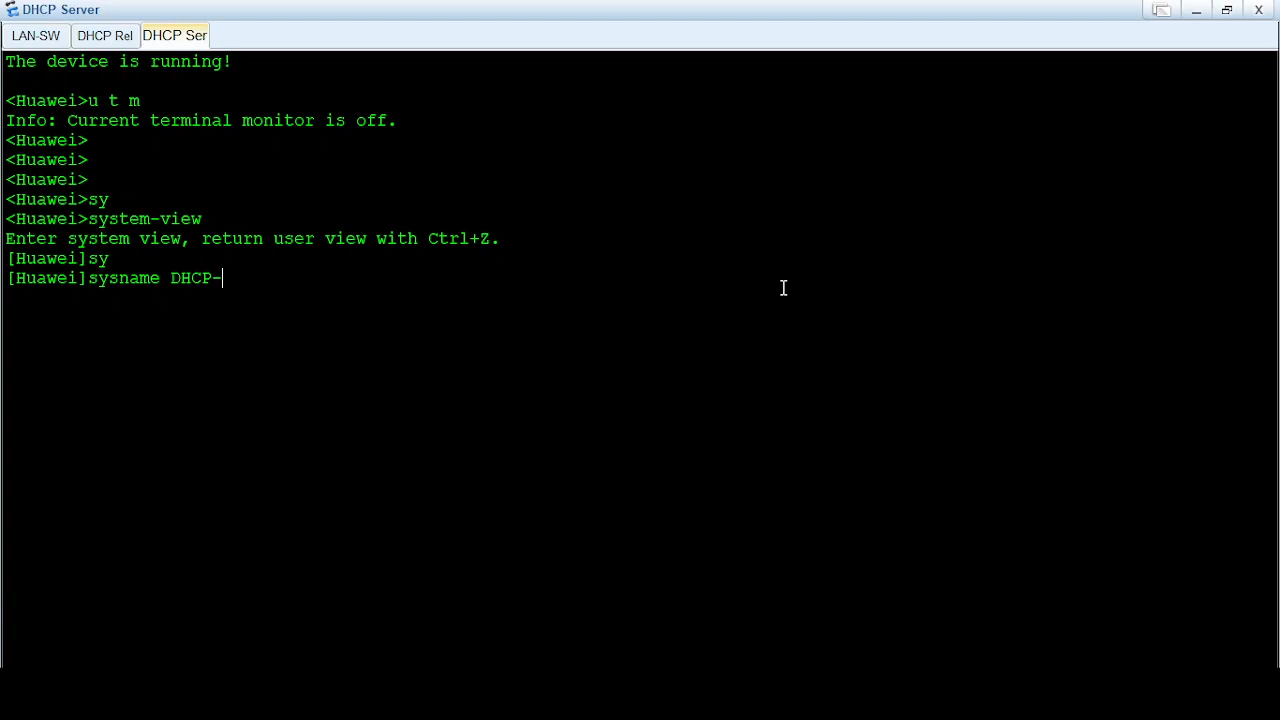 DHCP Server
LAN-SW DHCP Rel DHCP Ser
The device is running!
<Huawei>u t m
Info: Current terminal monitor is off.
<Huawei>
<Huawei>
<Huawei>
<Huawei>sy
<Huawei>system-view
Enter system view, return user view with Ctrl+Z.
[Huawei]sy
[Huawei]sysname DHCP-